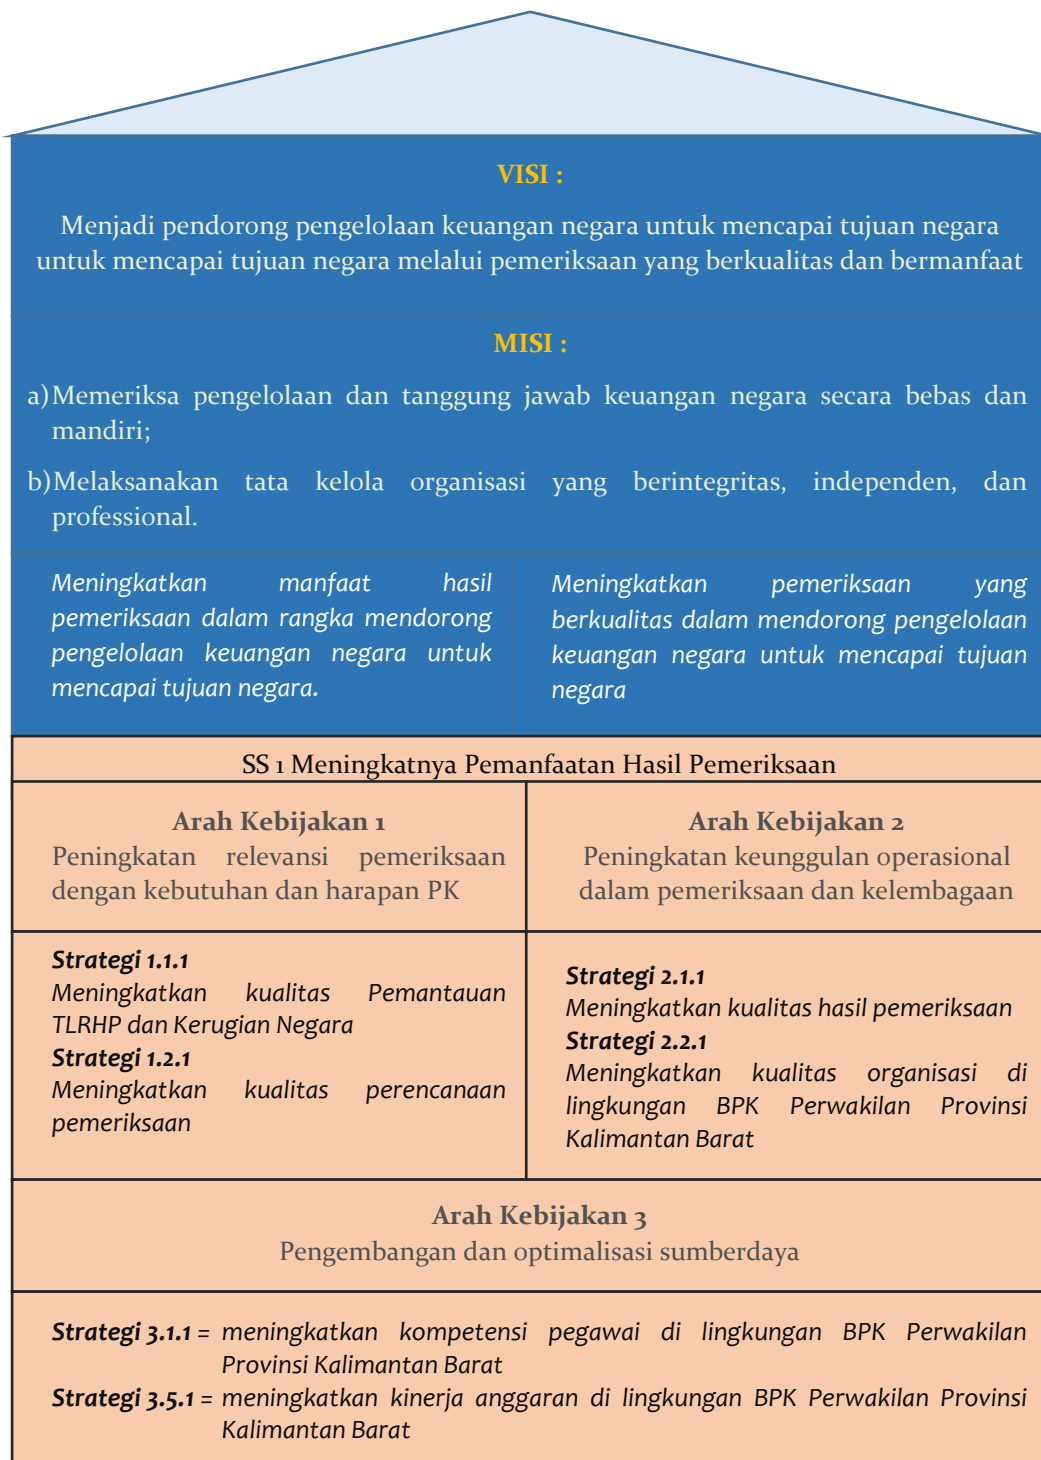 VISI :
Menjadi pendorong pengelolaan keuangan negara untuk mencapai tujuan negara
untuk mencapai tujuan negara melalui pemeriksaan yang berkualitas dan bermanfaat
MISI :
a)Memeriksa pengelolaan dan tanggung jawab keuangan negara secara bebas dan
mandiri;
b)Melaksanakan tata kelola organisasi yang berintegritas, independen, dan
professional.
Meningkatkan manfaat hasil
pemeriksaan dalam rangka mendorong
pengelolaan keuangan negara untuk
mencapai tujuan negara.
Meningkatkan pemeriksaan yang
berkualitas dalam mendorong pengelolaan
keuangan negara untuk mencapai tujuan
negara
SS 1 Meningkatnya Pemanfaatan Hasil Pemeriksaan
Arah Kebijakan 1
Peningkatan relevansi pemeriksaan
dengan kebutuhan dan harapan PK
Arah Kebijakan 2
Peningkatan keunggulan operasional
dalam pemeriksaan dan kelembagaan
Strategi 1.1.1
Meningkatkan kualitas Pemantauan
TLRHP dan Kerugian Negara
Strategi 1.2.1
Meningkatkan kualitas perencanaan
pemeriksaan
Strategi 2.1.1
Meningkatkan kualitas hasil pemeriksaan
Strategi 2.2.1
Meningkatkan kualitas organisasi di
lingkungan BPK Perwakilan Provinsi
Kalimantan Barat
Arah Kebijakan 3
Pengembangan dan optimalisasi sumberdaya
Strategi 3.1.1 = meningkatkan kompetensi pegawai di lingkungan BPK Perwakilan
Provinsi Kalimantan Barat
Strategi 3.5.1 = meningkatkan kinerja anggaran di lingkungan BPK Perwakilan Provinsi
Kalimantan Barat